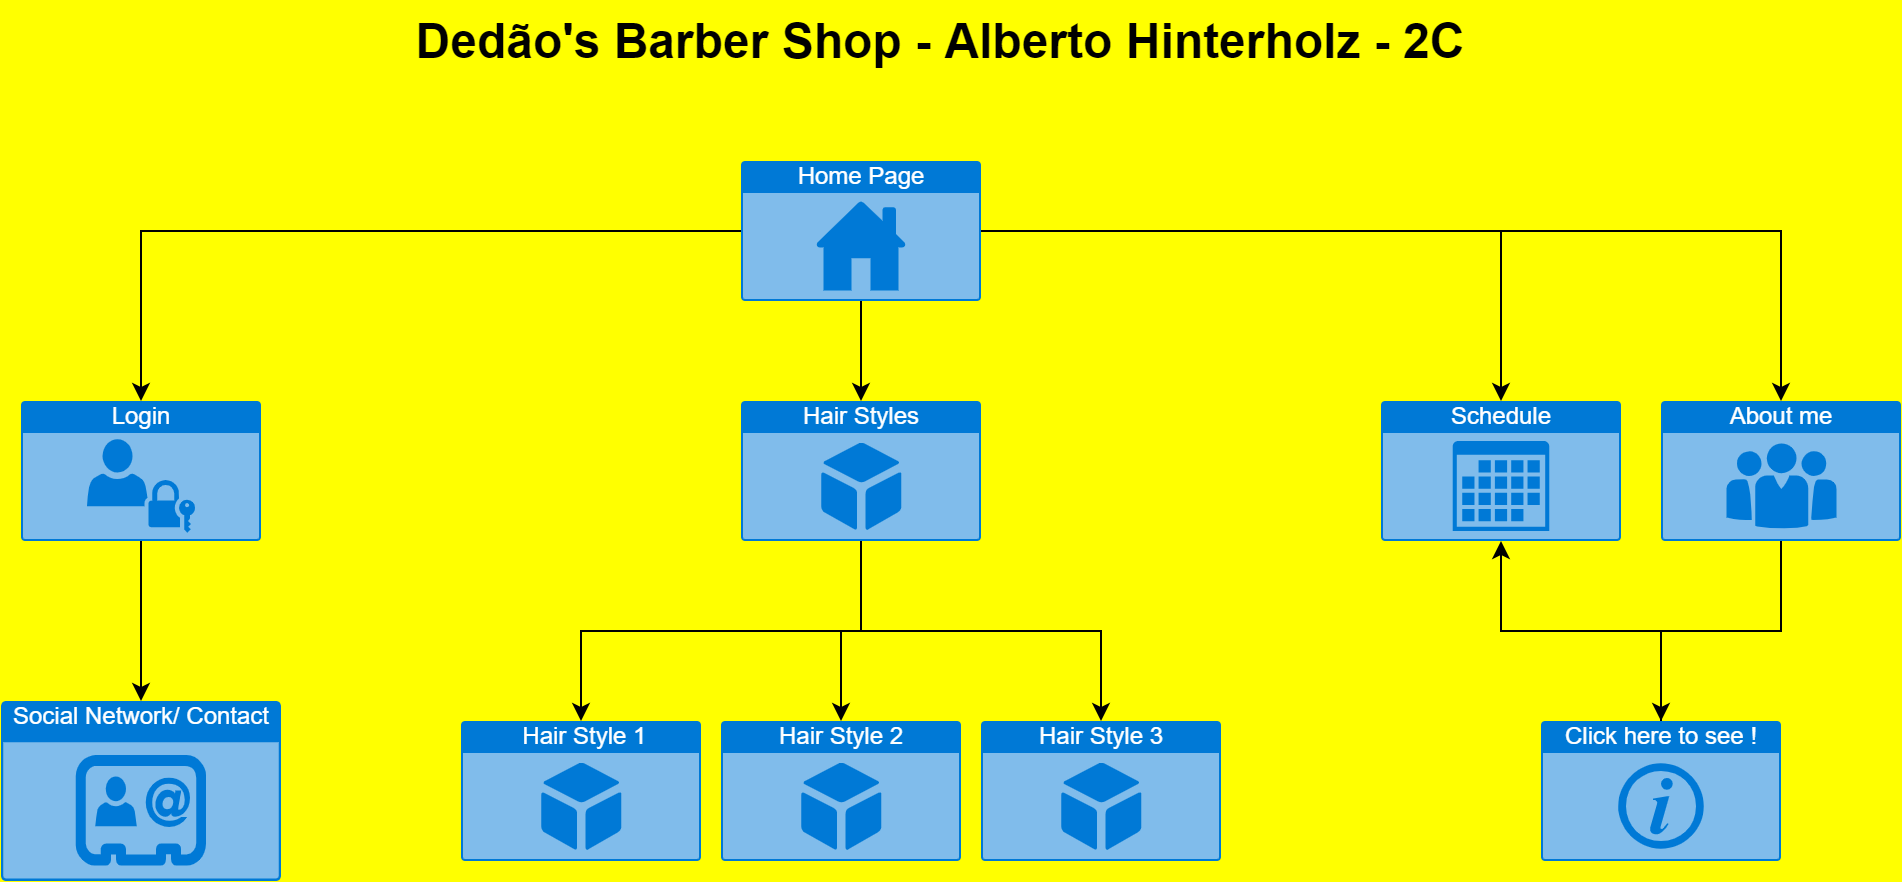 Dedão's Barber Shop - Alberto Hinterholz - 2C
Home Page
Login
Hair Styles
Schedule
About me
Social Network/ Contact
Hair Style 1
Hair Style 2
Hair Style 3
Click here to see !